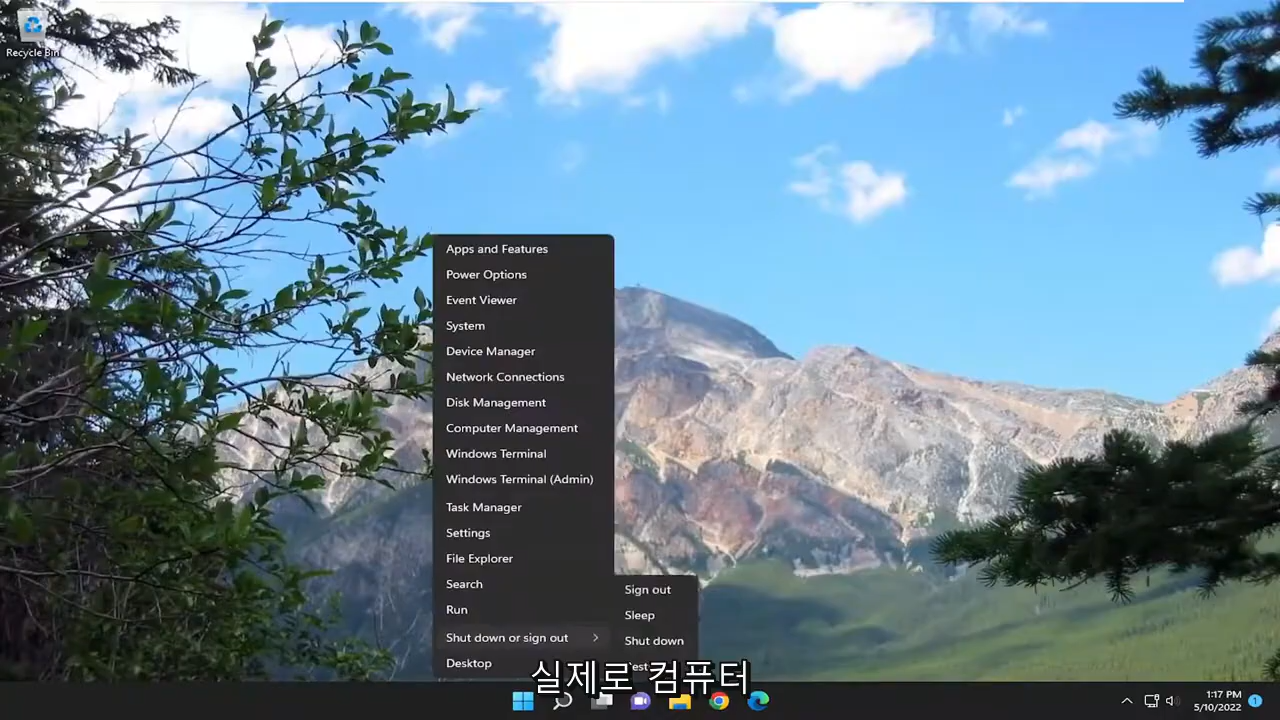 Recycle Bin
Apps and Features
Power Options
Event Viewer
System
Device Manager
Network Connections
Disk Management
Computer Management
Windows Terminal
Windows Terminal (Admin)
Task Manager
Settings
File Explorer
Search
Run
Shut down or sign out
Desktop
Sign out
Sleep
Shut down
실제로 컴퓨터
1:17 PM
5/10/2022
1